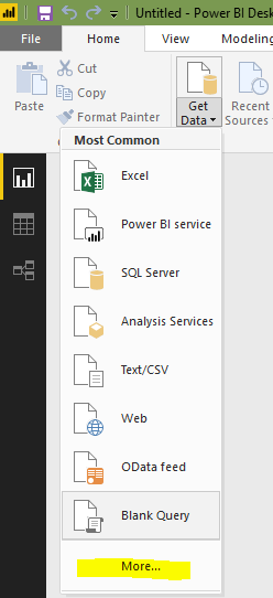 Untitled - Power BI Desk
File Home View Modeling
Cut
Copy
Format Painter
Paste
Get
Data
Recent
Sources
Most Common
Excel
Power BI service
SQL Server
Analysis Services
Text/CSV
Web
OData feed
Blank Query
More...